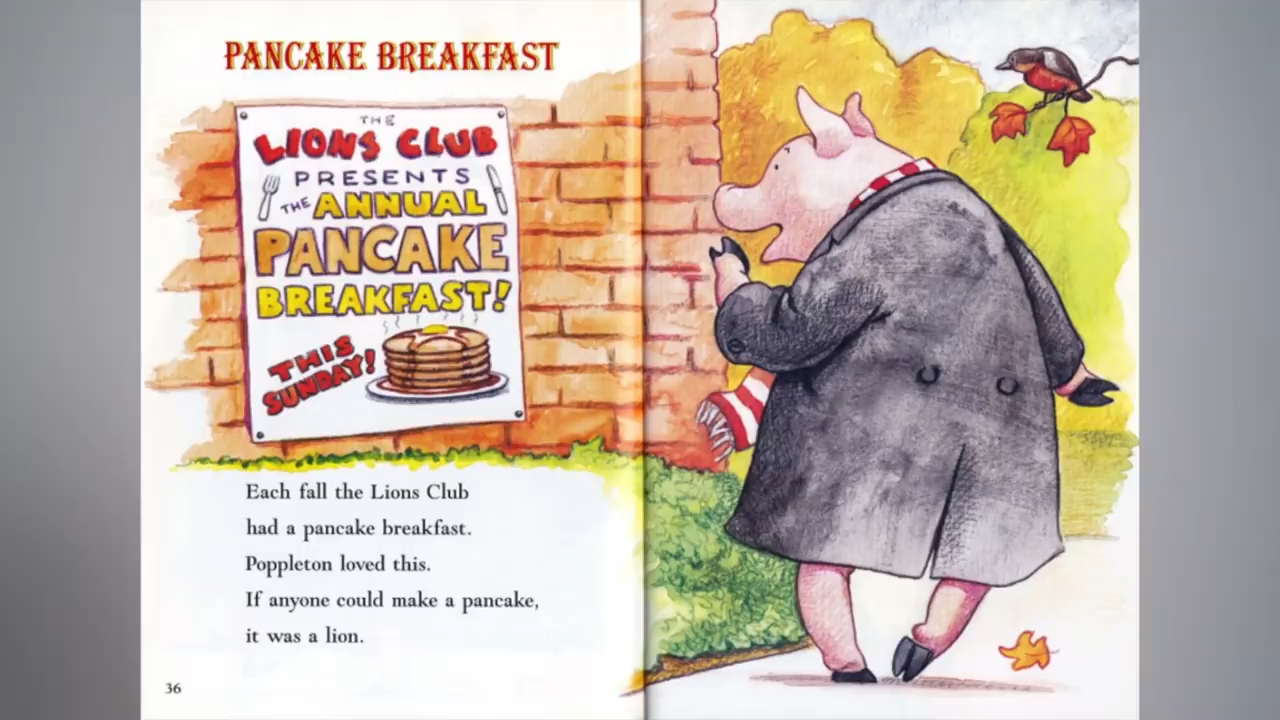 PANCAKE BREAKFAST
THE
LIONS CLUB
PRESENTS
THE ANNUAL
PANCAKE
BREAKFAST!
THIS
SUNDAY!
Each fall the Lions Club
had a pancake breakfast.
Poppleton loved this.
If anyone could make a pancake,
it was a lion.
36